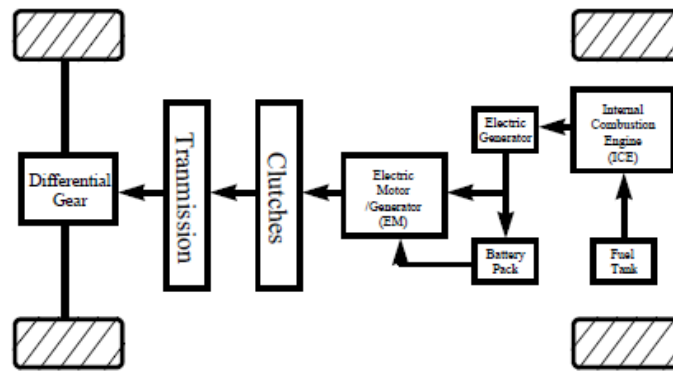 Differential
Gear
Tranmission
Clutches
Electric
Motor
/Generator
(EM)
Electric
Generator
Battery
Pack
Internal
Combustion
Engine
(ICE)
Fuel
Tank